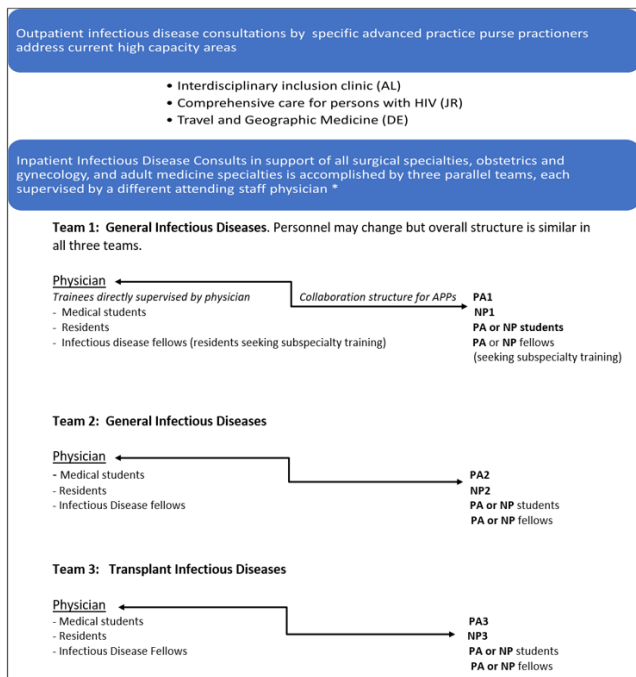 Outpatient infectious disease consultations by specific advanced practice purse practioners
address current high capacity areas
• Interdisciplinary inclusion clinic (AL)
• Comprehensive care for persons with HIV (JR)
• Travel and Geographic Medicine (DE)
Inpatient Infectious Disease Consults in support of all surgical specialties, obstetrics and
gynecology, and adult medicine specialties is accomplished by three parallel teams, each
supervised by a different attending staff physician *
Team 1: General Infectious Diseases. Personnel may change but overall structure is similar in
all three teams.
Physician
Trainees directly supervised by physician
- Medical students
- Residents
- Infectious disease fellows (residents seeking subspecialty training)
Collaboration structure for APPs
PA1
NP1
PA or NP students
PA or NP fellows
(seeking subspecialty training)
Team 2: General Infectious Diseases
Physician
- Medical students
- Residents
- Infectious Disease fellows
PA2
NP2
PA or NP students
PA or NP fellows
Team 3: Transplant Infectious Diseases
Physician
- Medical students
- Residents
- Infectious Disease Fellows
PA3
NP3
PA or NP students
PA or NP fellows